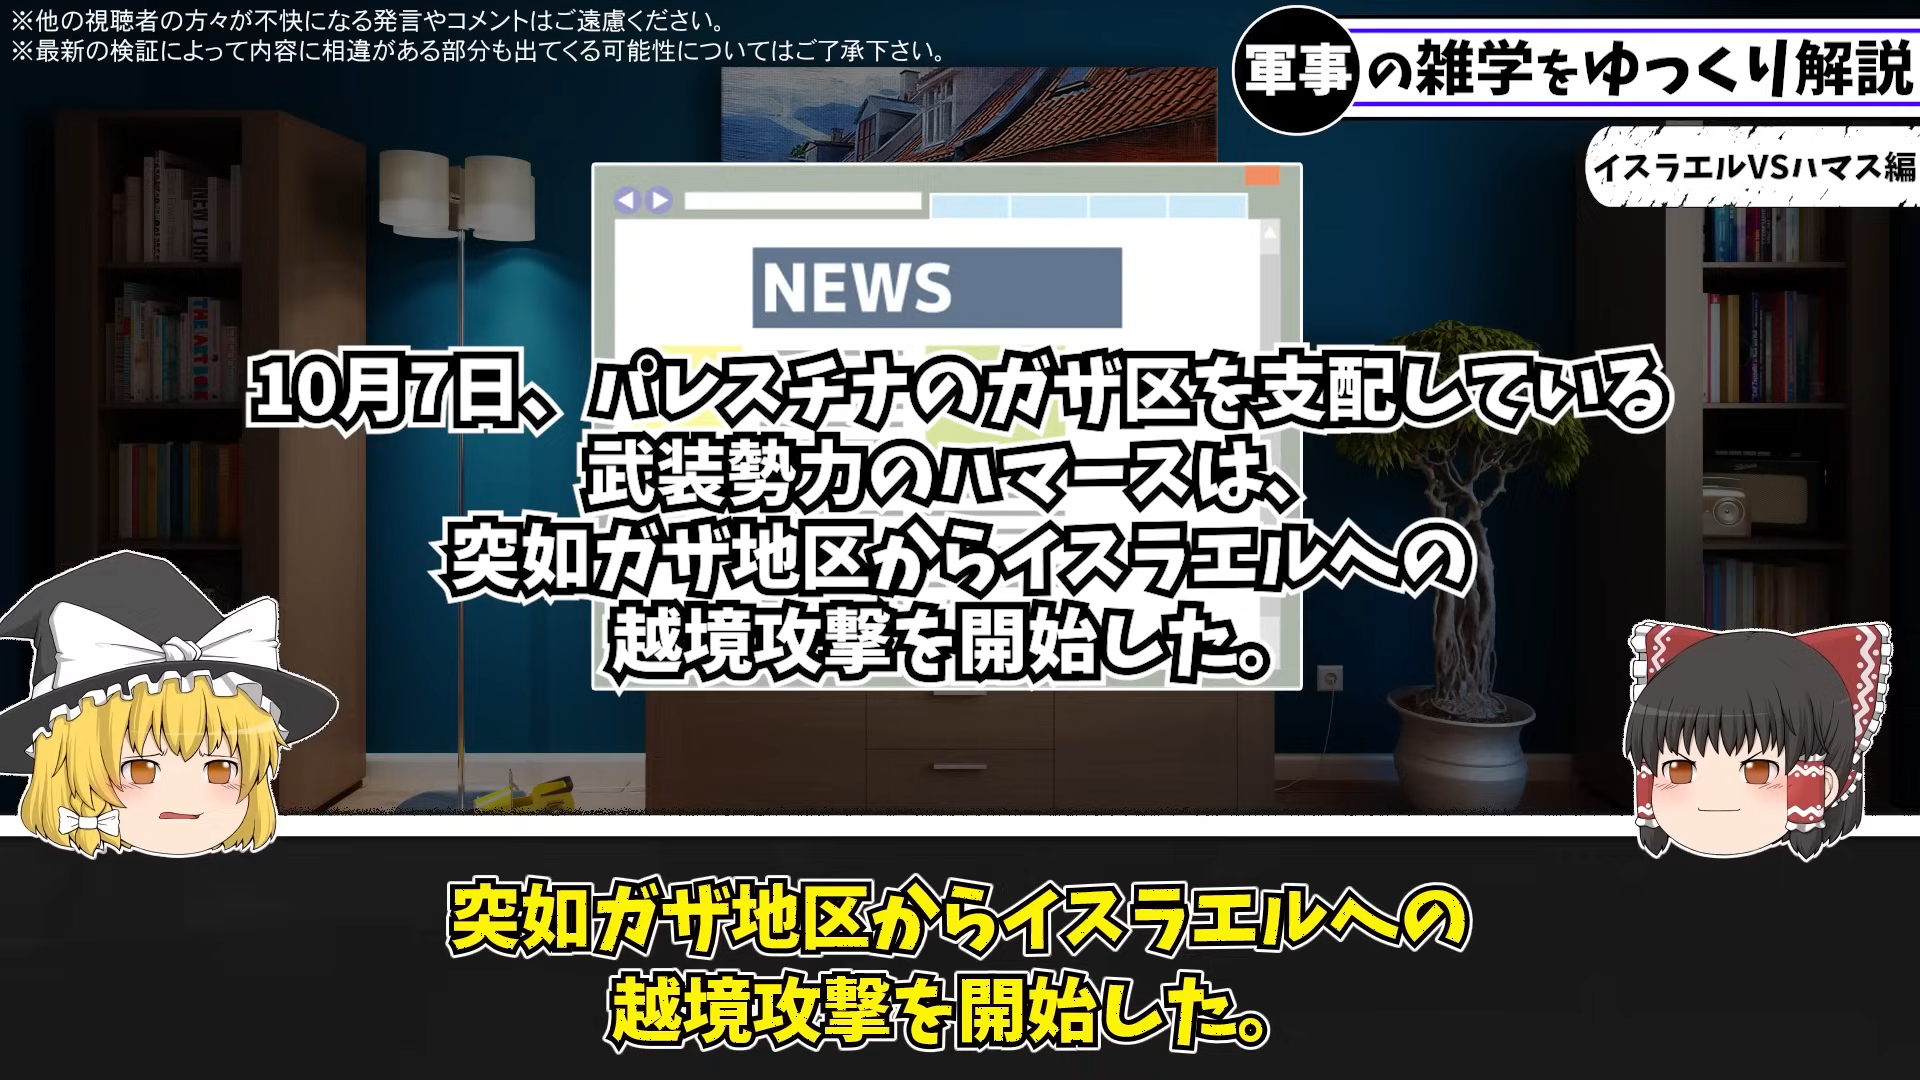 ※他の視聴者の方々が不快になる発言やコメントはご遠慮ください。
※最新の検証によって内容に相違がある部分も出てくる可能性についてはご了承下さい。
軍事の雑学をゆっくり解説
イスラエルVSハマス編
NEWS
10月7日、パレスチナのガザ区を支配している
武装勢力のハマースは、
突如ガザ地区からイスラエルへの
越境攻撃を開始した。
突如ガザ地区からイスラエルへの
越境攻撃を開始した。